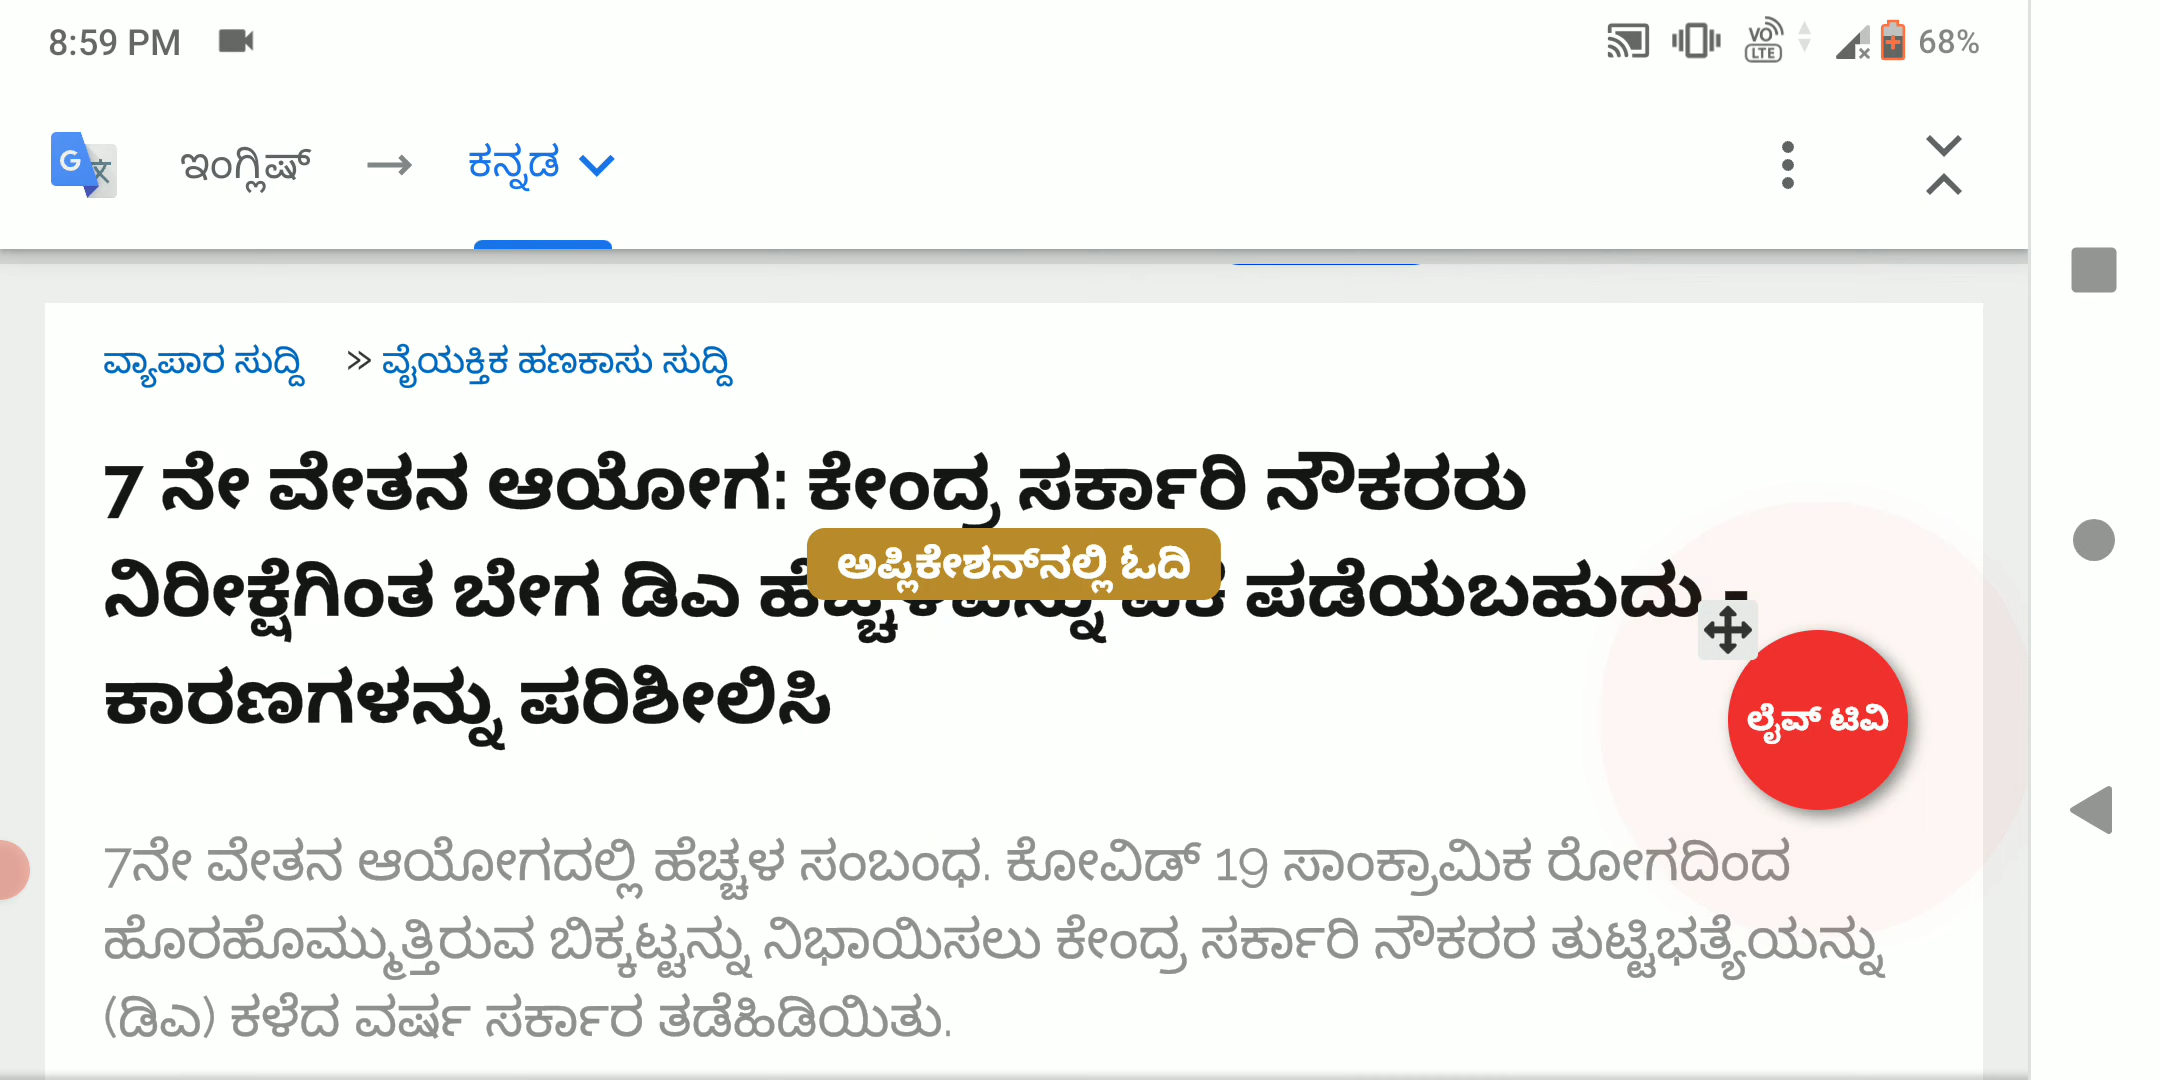 8:59 PM VO LTE 68%
G ಇಂಗ್ಲಿಷ್ → ಕನ್ನಡ
ವ್ಯಾಪಾರ ಸುದ್ದಿ » ವೈಯಕ್ತಿಕ ಹಣಕಾಸು ಸುದ್ದಿ
7 ನೇ ವೇತನ ಆಯೋಗ: ಕೇಂದ್ರ ಸರ್ಕಾರಿ ನೌಕರರು
ಅಪ್ಲಿಕೇಶನ್‌ನಲ್ಲಿ ಓದಿ
ನಿರೀಕ್ಷೆಗಿಂತ ಬೇಗ ಡಿಎ ಪಡೆಯಬಹುದು -
ಕಾರಣಗಳನ್ನು ಪರಿಶೀಲಿಸಿ
ಲೈವ್ ಟಿವಿ
7ನೇ ವೇತನ ಆಯೋಗದಲ್ಲಿ ಹೆಚ್ಚಳ ಸಂಬಂಧ. ಕೋವಿಡ್ 19 ಸಾಂಕ್ರಾಮಿಕ ರೋಗದಿಂದ
ಹೊರಹೊಮ್ಮುತ್ತಿರುವ ಬಿಕ್ಕಟ್ಟನ್ನು ನಿಭಾಯಿಸಲು ಕೇಂದ್ರ ಸರ್ಕಾರಿ ನೌಕರರ ತುಟ್ಟಿಭತ್ಯೆಯನ್ನು
(ಡಿಎ) ಕಳೆದ ವರ್ಷ ಸರ್ಕಾರ ತಡೆಹಿಡಿಯಿತು.